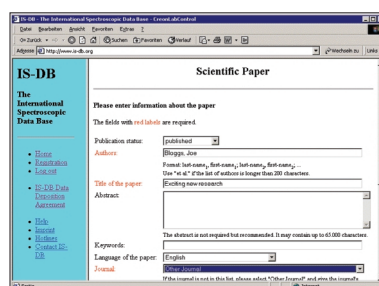 IS-DB - The International Spectroscopic Data Base - CreonLabControl
Datei Bearbeiten Ansicht Favoriten Extras ?
Zurück Suchen Favoriten Verlauf
Adresse http://www.is-db.org Wechseln zu Links
IS-DB
The
International
Spectroscopic
Data Base
Home
Registration
Log out
IS-DB Data
Deposition
Agreement
Help
Imprint
Hotlines
Contact IS-
DB
Scientific Paper
Please enter information about the paper
The fields with red labels are required.
Publication status: published
Authors: Bloggs, Joe
Format: last-name1, first-name1; last-name2, first-name2; ...
Use "et al." if the list of authors is longer than 200 characters.
Title of the paper: Exciting new research
Abstract:
The abstract is not required but recommended. It may contain up to 65.000 characters.
Keywords:
Language of the paper: English
Journal: Other Journal
If the journal is not in this list, please select "Other Journal" and give the journal's
Internet